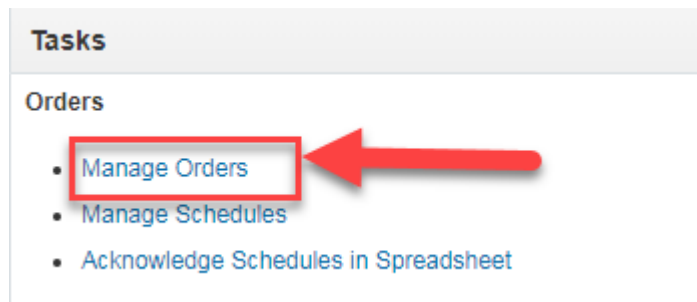 Tasks
Orders
Manage Orders
Manage Schedules
Acknowledge Schedules in Spreadsheet